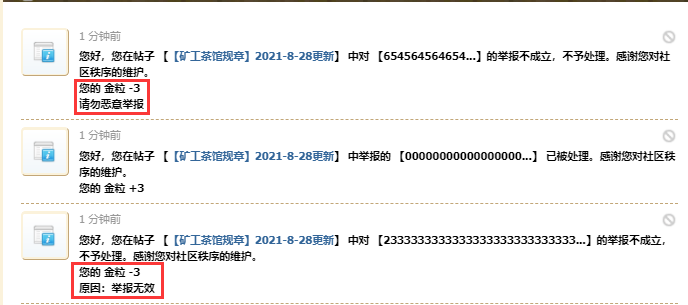 1 分钟前
您好，您在帖子 【【矿工茶馆规章】2021-8-28更新】 中对 【654564564654...】的举报不成立，不予处理。感谢您对社
区秩序的维护。
您的 金粒 -3
请勿恶意举报
1 分钟前
您好，您在帖子 【【矿工茶馆规章】2021-8-28更新】 中举报的 【00000000000000000...】 已被处理。感谢您对社区秩
序的维护。
您的 金粒 +3
1 分钟前
您好，您在帖子 【【矿工茶馆规章】2021-8-28更新】 中对 【23333333333333333333333333333...】的举报不成立，
不予处理。感谢您对社区秩序的维护。
您的 金粒 -3
原因：举报无效